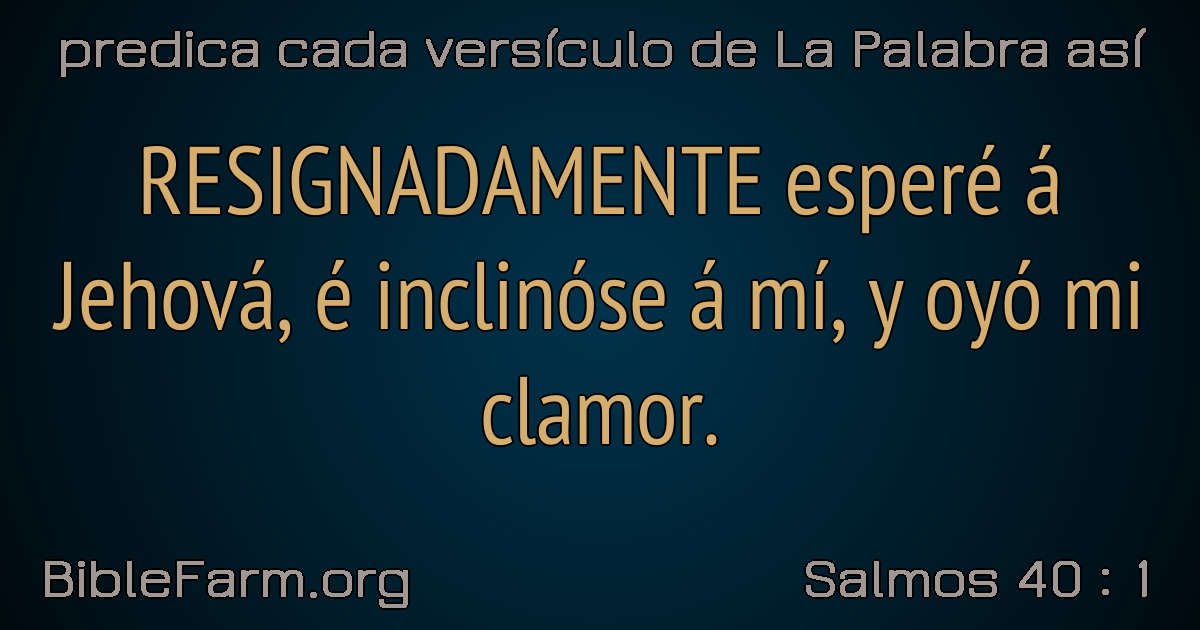 predica cada versículo de La Palabra así
RESIGNADAMENTE esperé á
Jehová, é inclinóse á mí, y oyó mi
clamor.
BibleFarm.org
Salmos 40 : 1